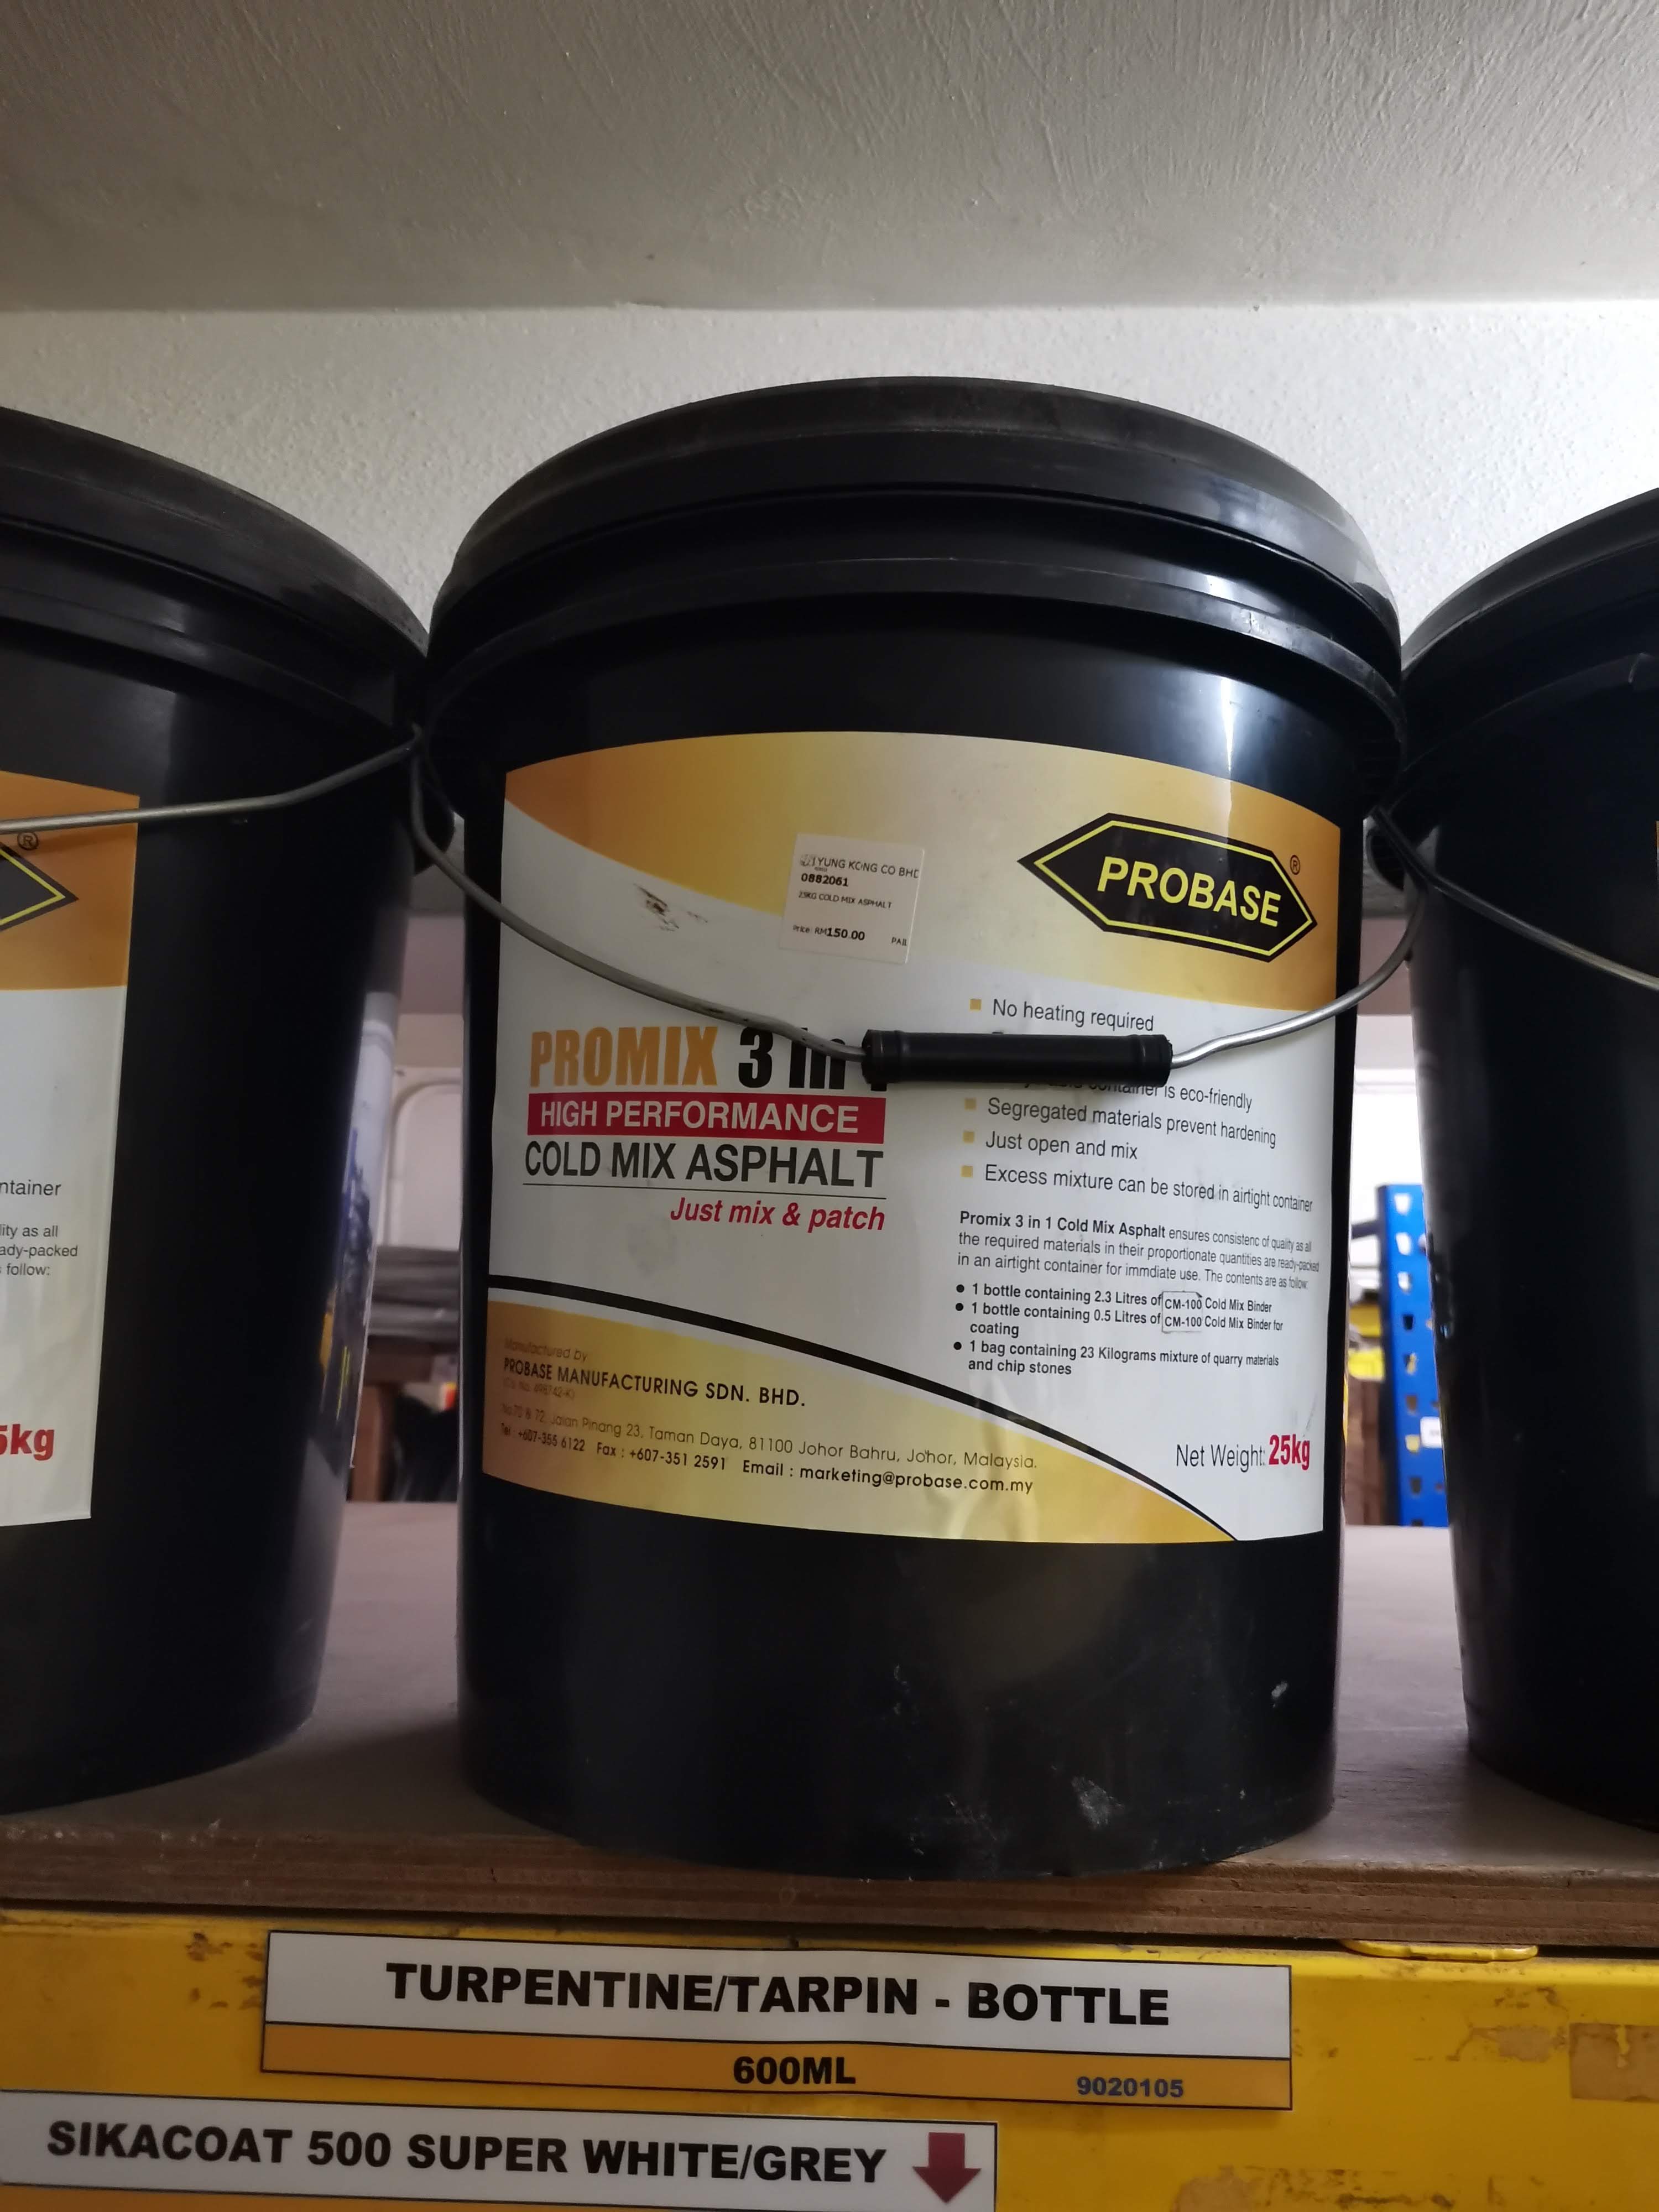 YUNG KONG CO BHD
0882061
25KG COLD MIX ASPHALT
Price: RM150.00 PAIL
PROBASE®
No heating required
container is eco-friendly
Segregated materials prevent hardening
Just open and mix
Excess mixture can be stored in airtight container
PROMIX 3 in 1
HIGH PERFORMANCE
COLD MIX ASPHALT
Just mix & patch
Promix 3 in 1 Cold Mix Asphalt ensures consistenc of quality as all
the required materials in their proportionate quantities are ready-packed
in an airtight container for immdiate use. The contents are as follow:
• 1 bottle containing 2.3 Litres of CM-100 Cold Mix Binder
• 1 bottle containing 0.5 Litres of CM-100 Cold Mix Binder for
coating
• 1 bag containing 23 Kilograms mixture of quarry materials
and chip stones
Manufactured by
PROBASE MANUFACTURING SDN. BHD.
(Co No. 498742-K)
No70 & 72, Jalan Pinang 23, Taman Daya, 81100 Johor Bahru, Johor, Malaysia.
Tel : +607-355 6122 Fax : +607-351 2591 Email : marketing@probase.com.my
Net Weight: 25kg
®
ntainer
lity as all
ady-packed
follow:
5kg
TURPENTINE/TARPIN - BOTTLE
600ML 9020105
SIKACOAT 500 SUPER WHITE/GREY